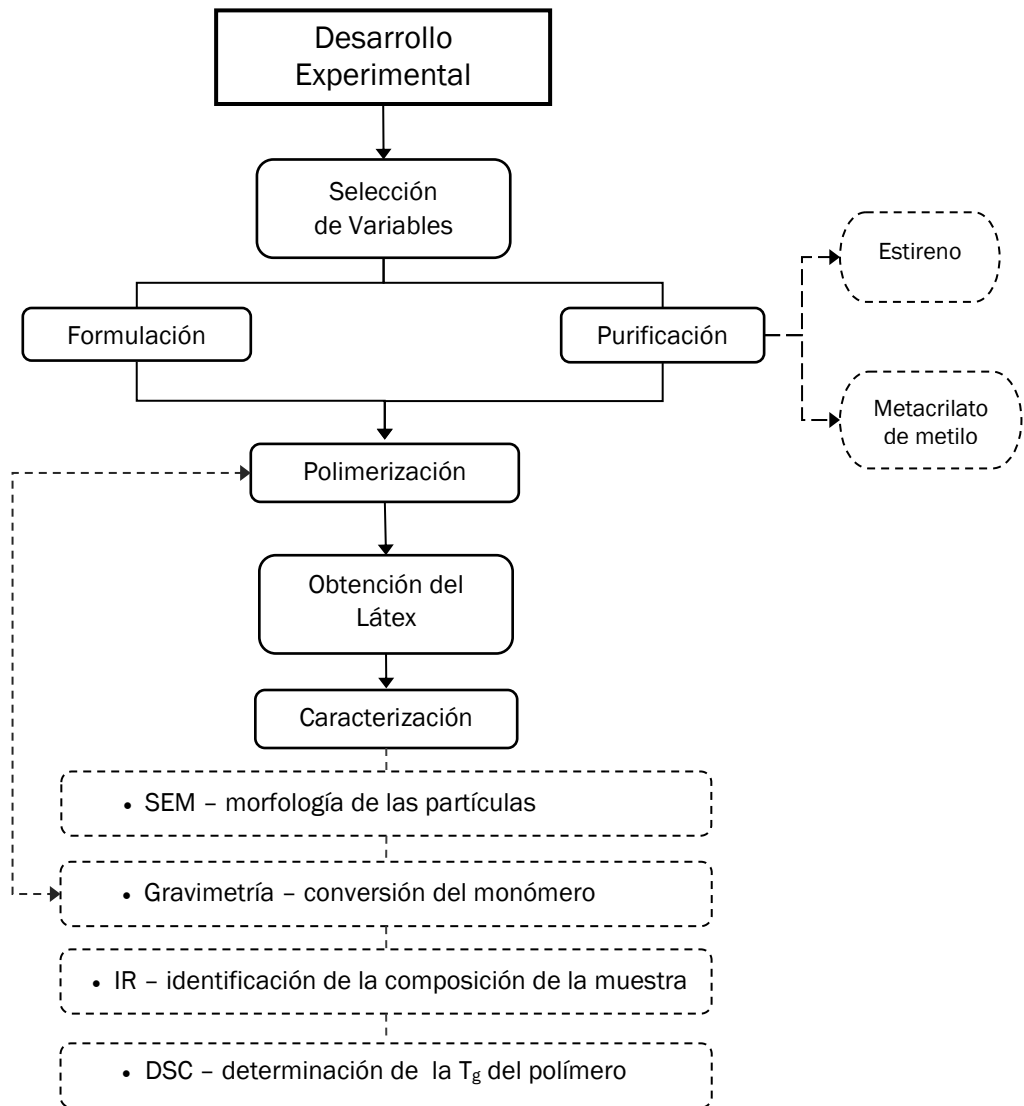 Desarrollo
Experimental
Selección
de Variables
Estireno
Formulación
Purificación
Metacrilato
de metilo
Polimerización
Obtención del
Látex
Caracterización
• SEM – morfología de las partículas
• Gravimetría – conversión del monómero
• IR – identificación de la composición de la muestra
• DSC – determinación de la Tg del polímero